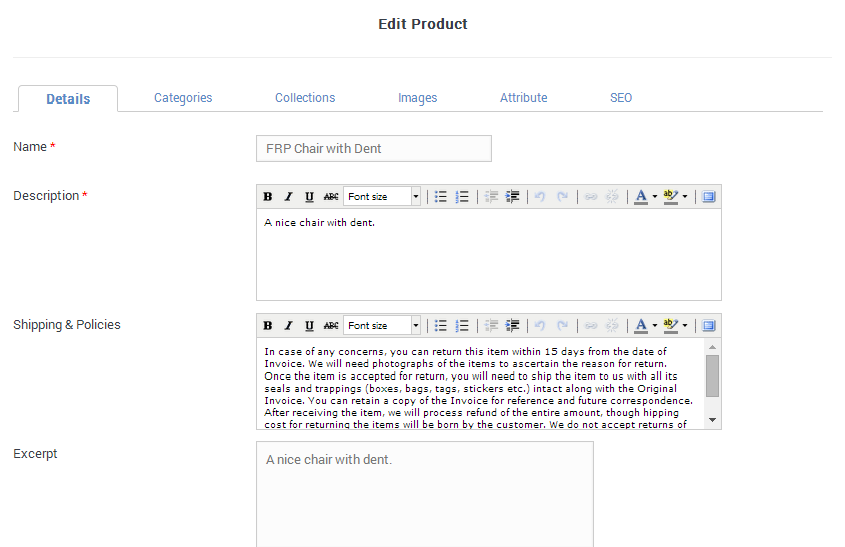 Edit Product
Details Categories Collections Images Attribute SEO
Name *
FRP Chair with Dent
Description *
B I U ABC Font size A ab
A nice chair with dent.
Shipping & Policies
B I U ABC Font size A ab
In case of any concerns, you can return this item within 15 days from the date of
Invoice. We will need photographs of the items to ascertain the reason for return.
Once the item is accepted for return, you will need to ship the item to us with all its
seals and trappings (boxes, bags, tags, stickers etc.) intact along with the Original
Invoice. You can retain a copy of the Invoice for reference and future correspondence.
After receiving the item, we will process refund of the entire amount, though hipping
cost for returning the items will be born by the customer. We do not accept returns of
Excerpt
A nice chair with dent.